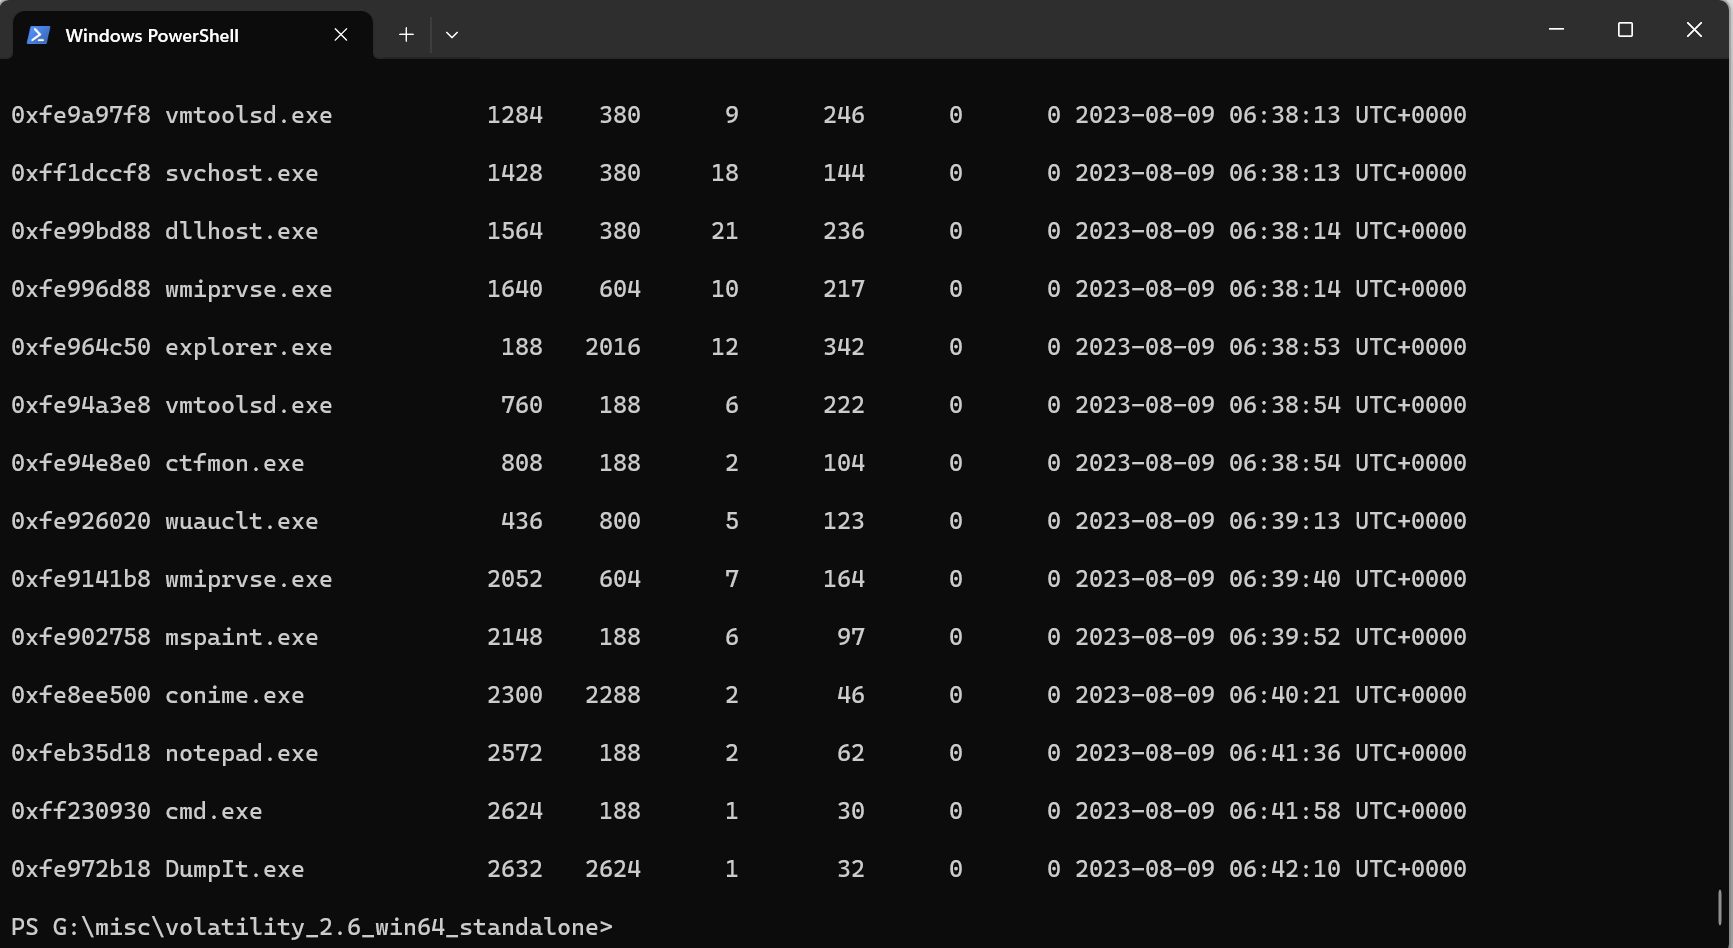 Windows PowerShell
0xfe9a97f8 vmtoolsd.exe           1284    380      9      246      0      0 2023-08-09 06:38:13 UTC+0000
0xff1dccf8 svchost.exe            1428    380     18      144      0      0 2023-08-09 06:38:13 UTC+0000
0xfe99bd88 dllhost.exe            1564    380     21      236      0      0 2023-08-09 06:38:14 UTC+0000
0xfe996d88 wmiprvse.exe           1640    604     10      217      0      0 2023-08-09 06:38:14 UTC+0000
0xfe964c50 explorer.exe            188   2016     12      342      0      0 2023-08-09 06:38:53 UTC+0000
0xfe94a3e8 vmtoolsd.exe            760    188      6      222      0      0 2023-08-09 06:38:54 UTC+0000
0xfe94e8e0 ctfmon.exe              808    188      2      104      0      0 2023-08-09 06:38:54 UTC+0000
0xfe926020 wuauclt.exe             436    800      5      123      0      0 2023-08-09 06:39:13 UTC+0000
0xfe9141b8 wmiprvse.exe           2052    604      7      164      0      0 2023-08-09 06:39:40 UTC+0000
0xfe902758 mspaint.exe            2148    188      6       97      0      0 2023-08-09 06:39:52 UTC+0000
0xfe8ee500 conime.exe             2300   2288      2       46      0      0 2023-08-09 06:40:21 UTC+0000
0xfeb35d18 notepad.exe            2572    188      2       62      0      0 2023-08-09 06:41:36 UTC+0000
0xff230930 cmd.exe                2624    188      1       30      0      0 2023-08-09 06:41:58 UTC+0000
0xfe972b18 DumpIt.exe             2632   2624      1       32      0      0 2023-08-09 06:42:10 UTC+0000
PS G:\misc\volatility_2.6_win64_standalone>